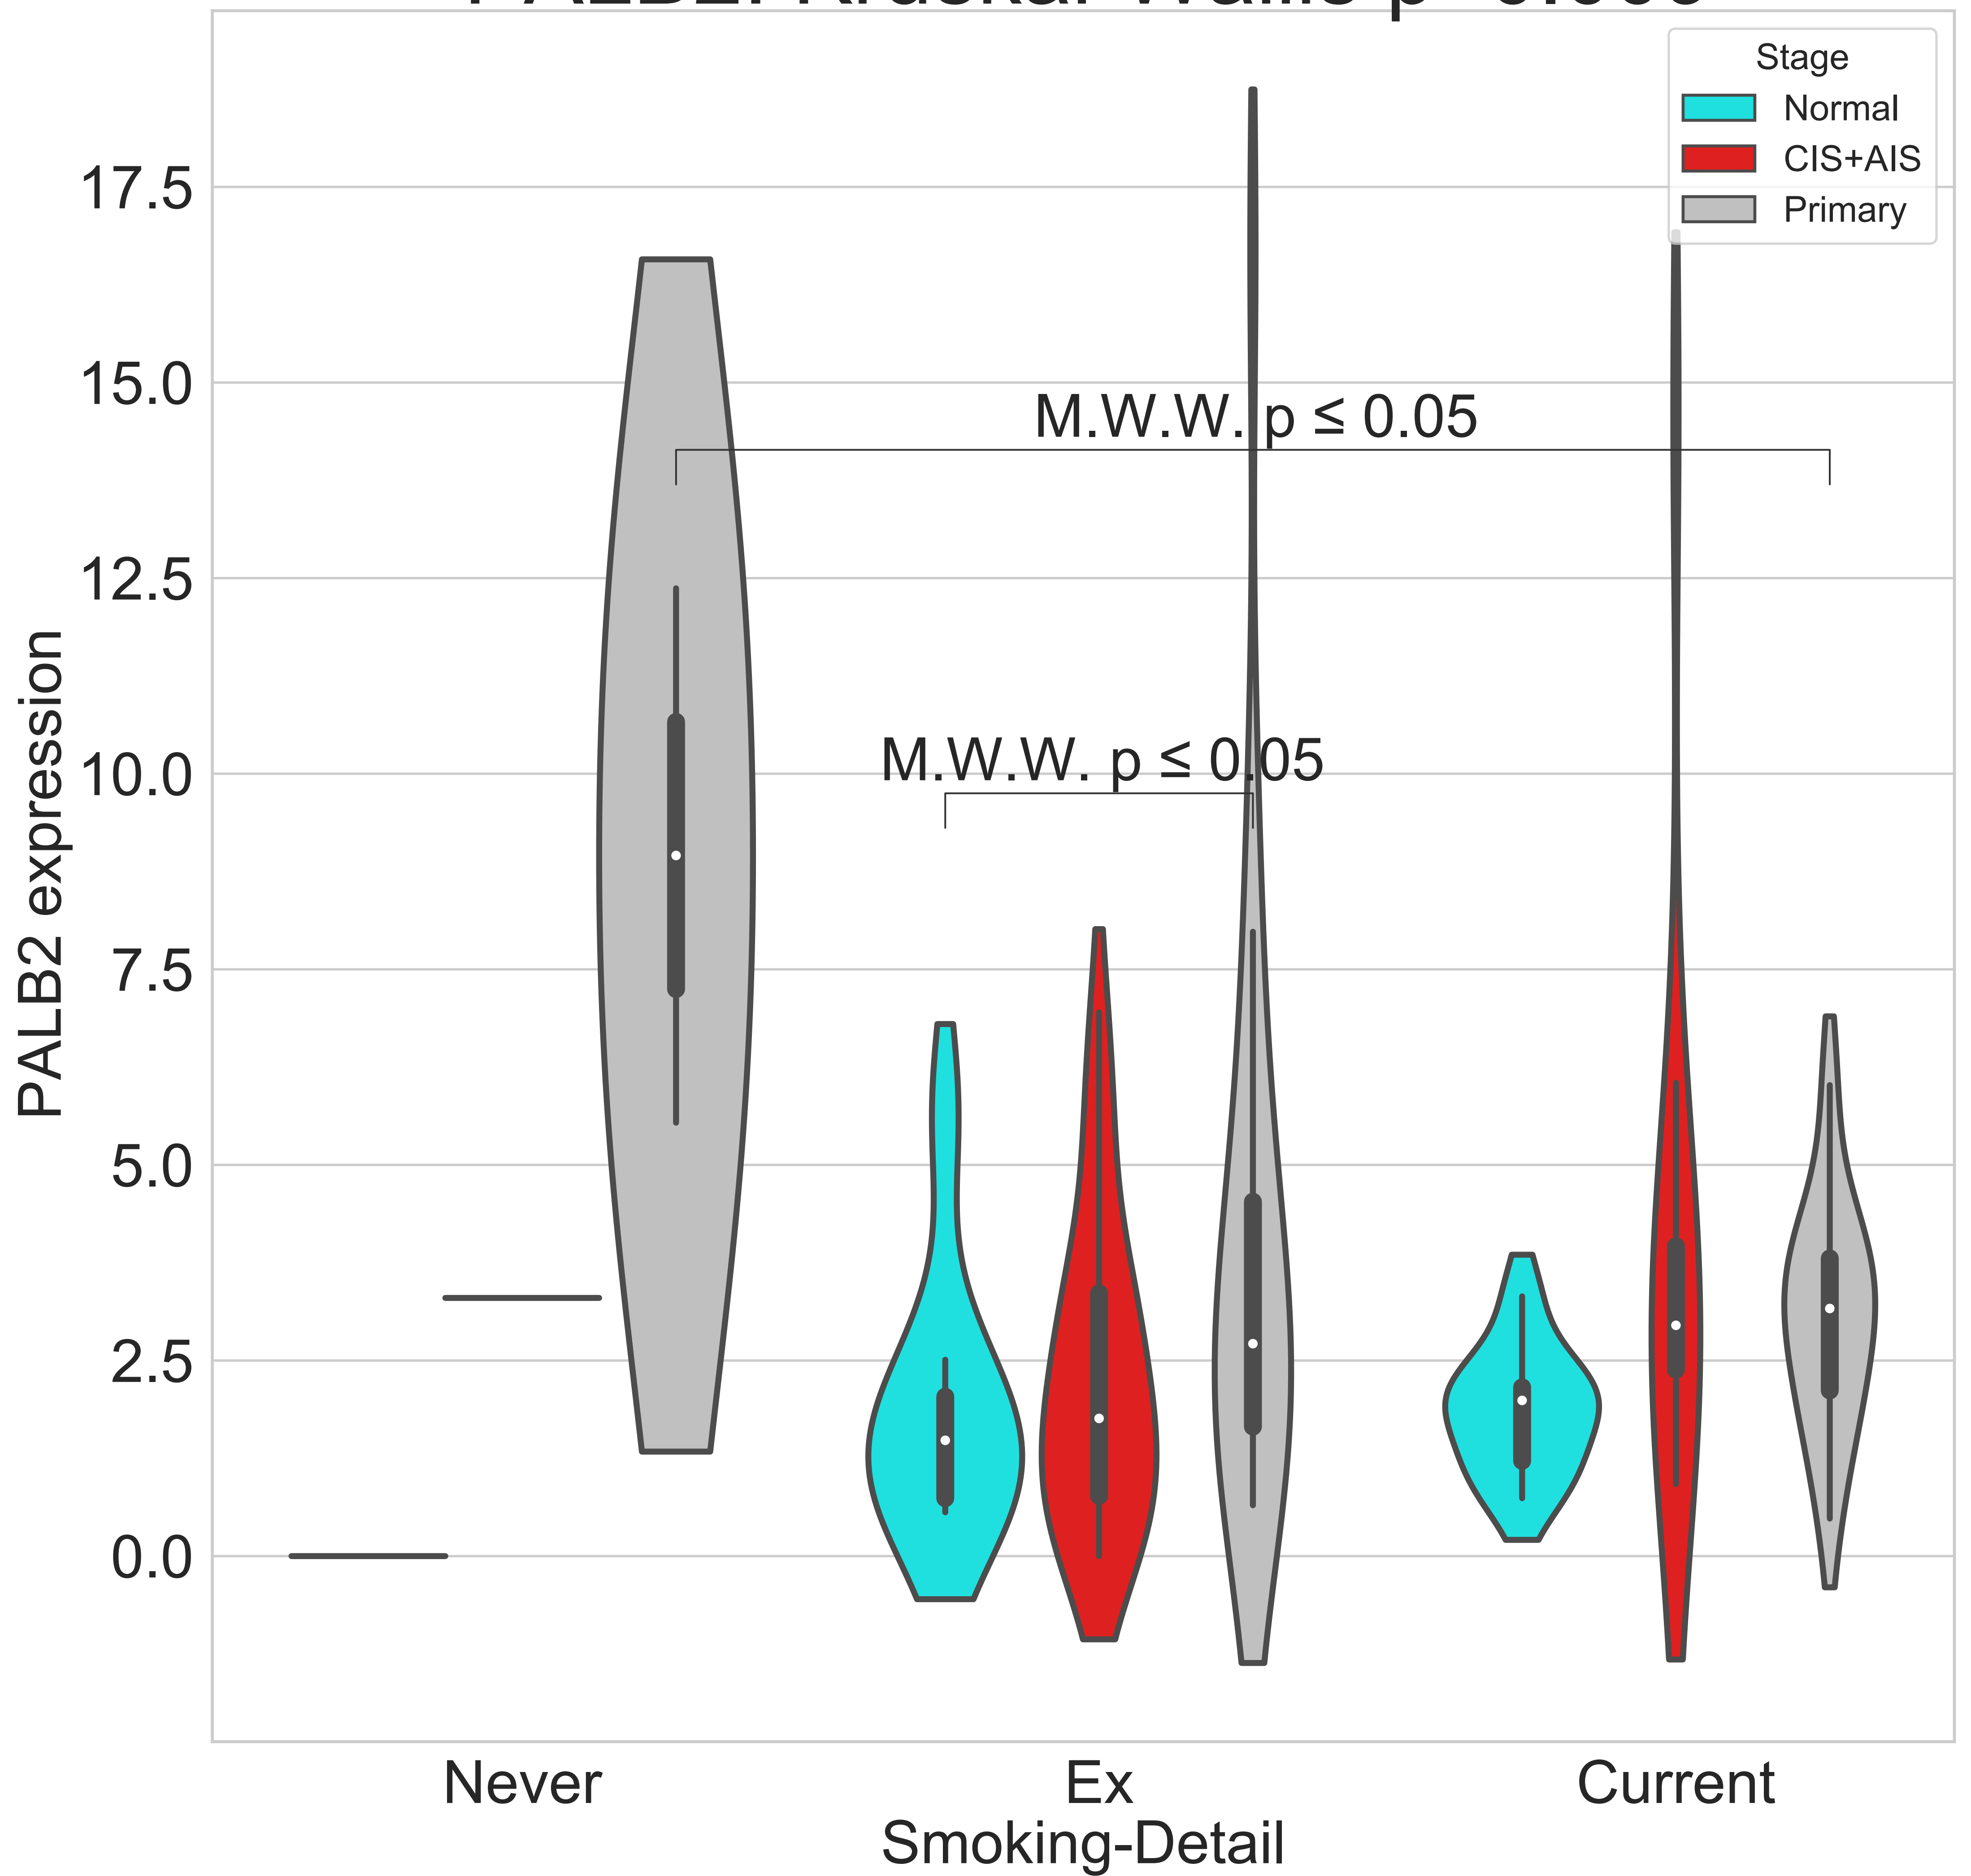 Stage
Normal
CIS+AIS
Primary
17.5
15.0
12.5
10.0
7.5
5.0
2.5
0.0
PALB2 expression
M.W.W. p ≤ 0.05
M.W.W. p ≤ 0.05
Never
Ex
Current
Smoking-Detail